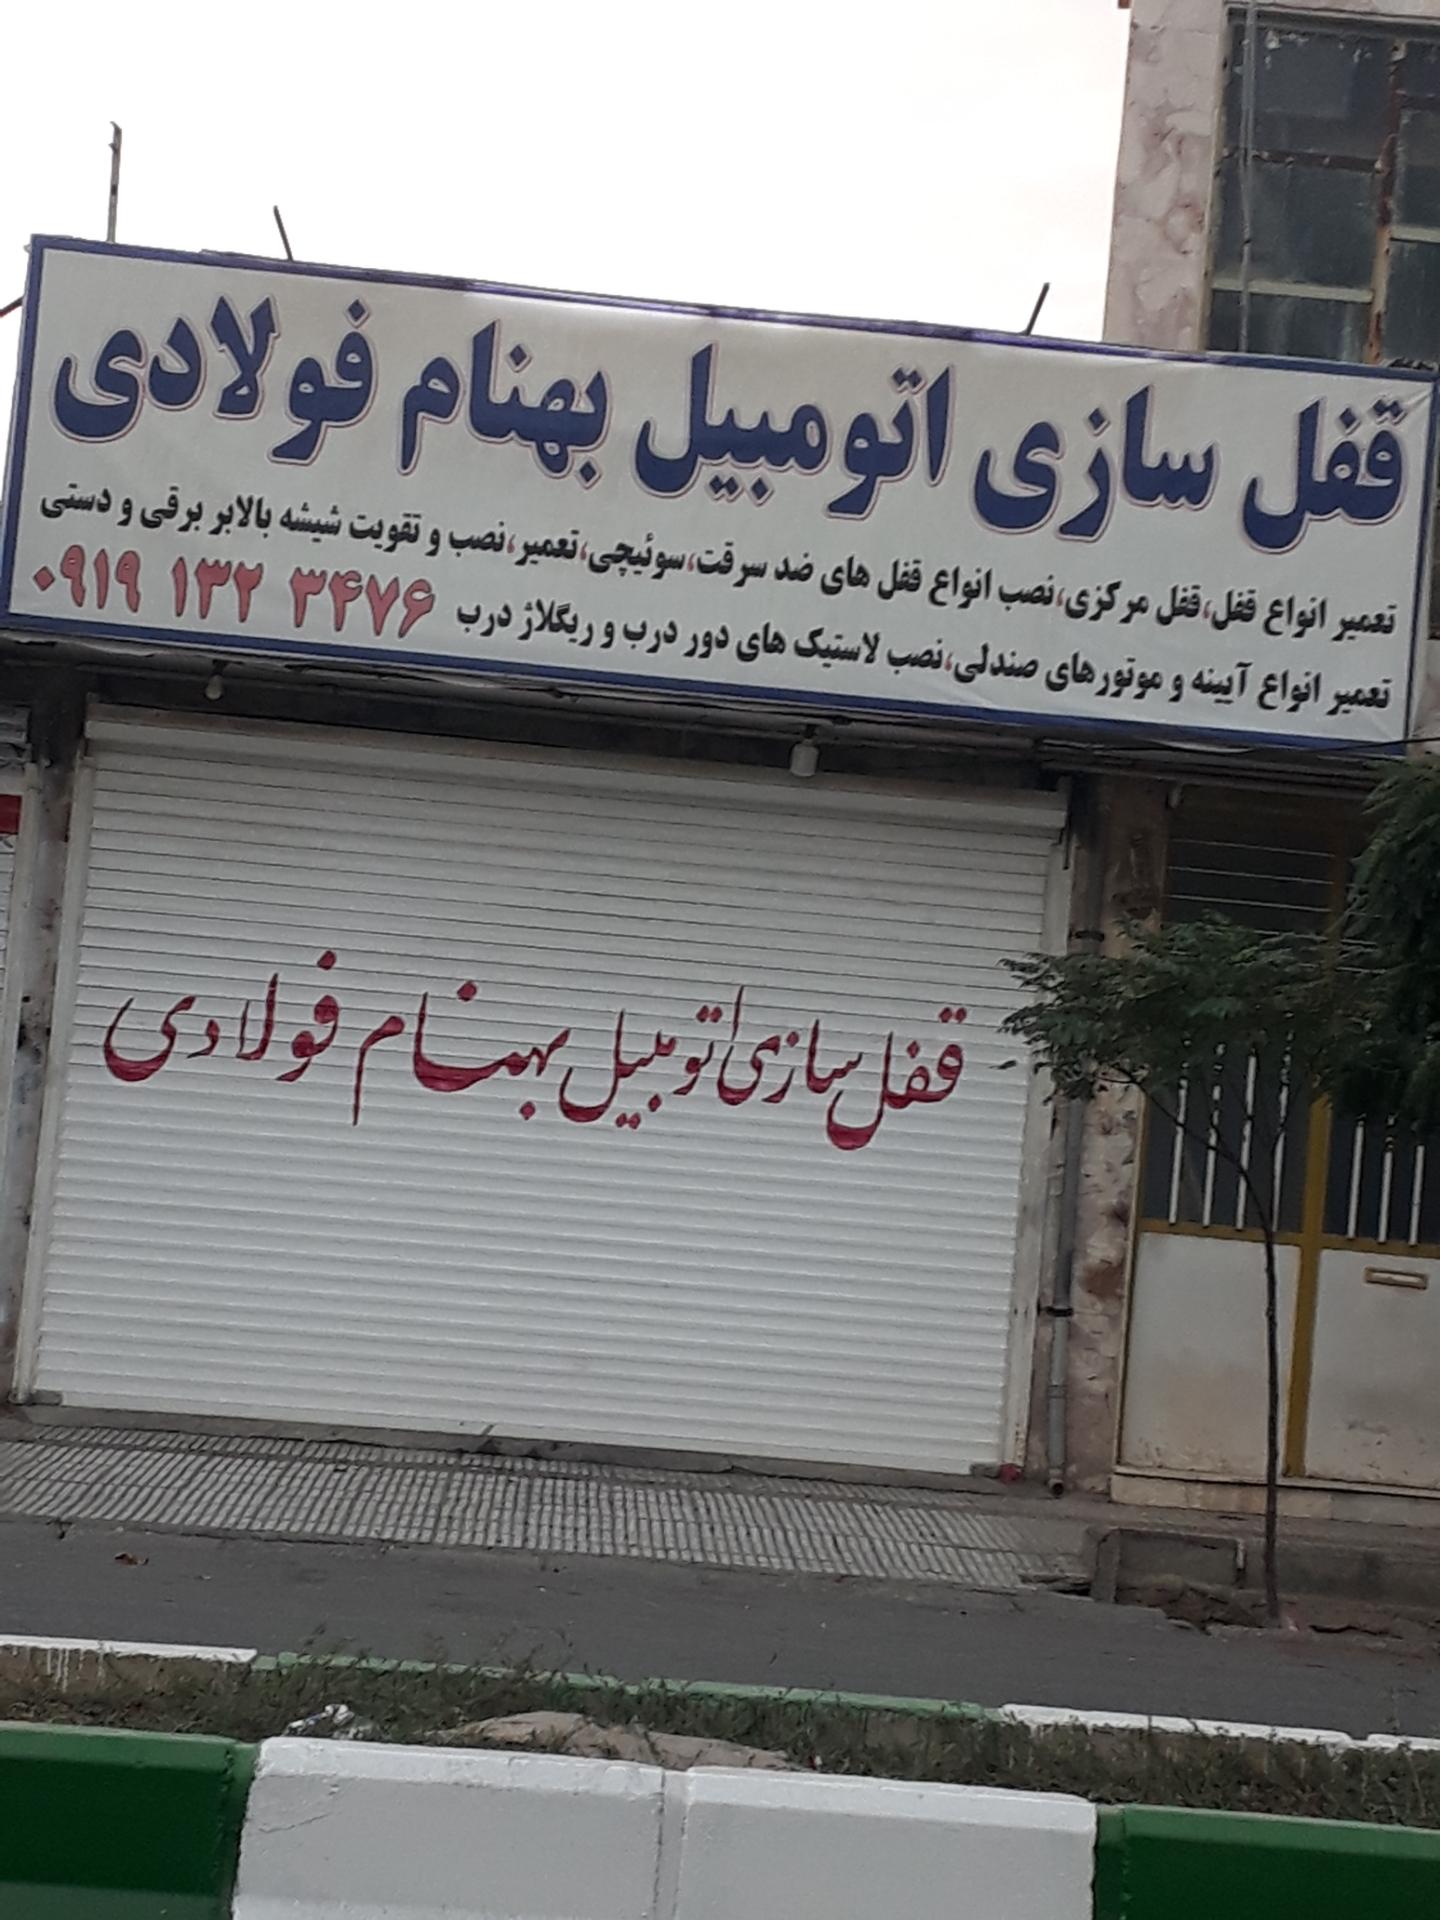 قفل سازی اتومبیل بهنام فولادی
تعمیر انواع قفل،قفل مرکزی،نصب انواع قفل های ضد سرقت،سوئیچی،تعمیر،نصب و تقویت شیشه بالابر برقی و دستی
تعمیر انواع آیینه و موتورهای صندلی،نصب لاستیک های دور درب و ریگلاژ درب
۰۹۱۹ ۱۳۲ ۳۴۷۶
قفل سازی اتومبیل بهنام فولادی